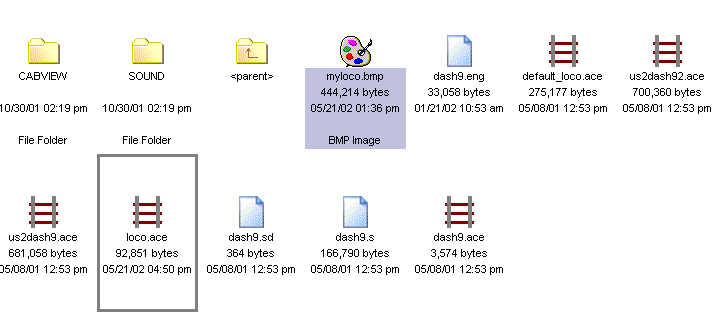 CABVIEW
10/30/01 02:19 pm
File Folder
SOUND
10/30/01 02:19 pm
File Folder
<parent>
myloco.bmp
444,214 bytes
05/21/02 01:36 pm
BMP Image
dash9.eng
33,058 bytes
01/21/02 10:53 am
default_loco.ace
275,177 bytes
05/08/01 12:53 pm
us2dash92.ace
700,360 bytes
05/08/01 12:53 pm
us2dash9.ace
681,058 bytes
05/08/01 12:53 pm
loco.ace
92,851 bytes
05/21/02 04:50 pm
dash9.sd
364 bytes
05/08/01 12:53 pm
dash9.s
166,790 bytes
05/08/01 12:53 pm
dash9.ace
3,574 bytes
05/08/01 12:53 pm